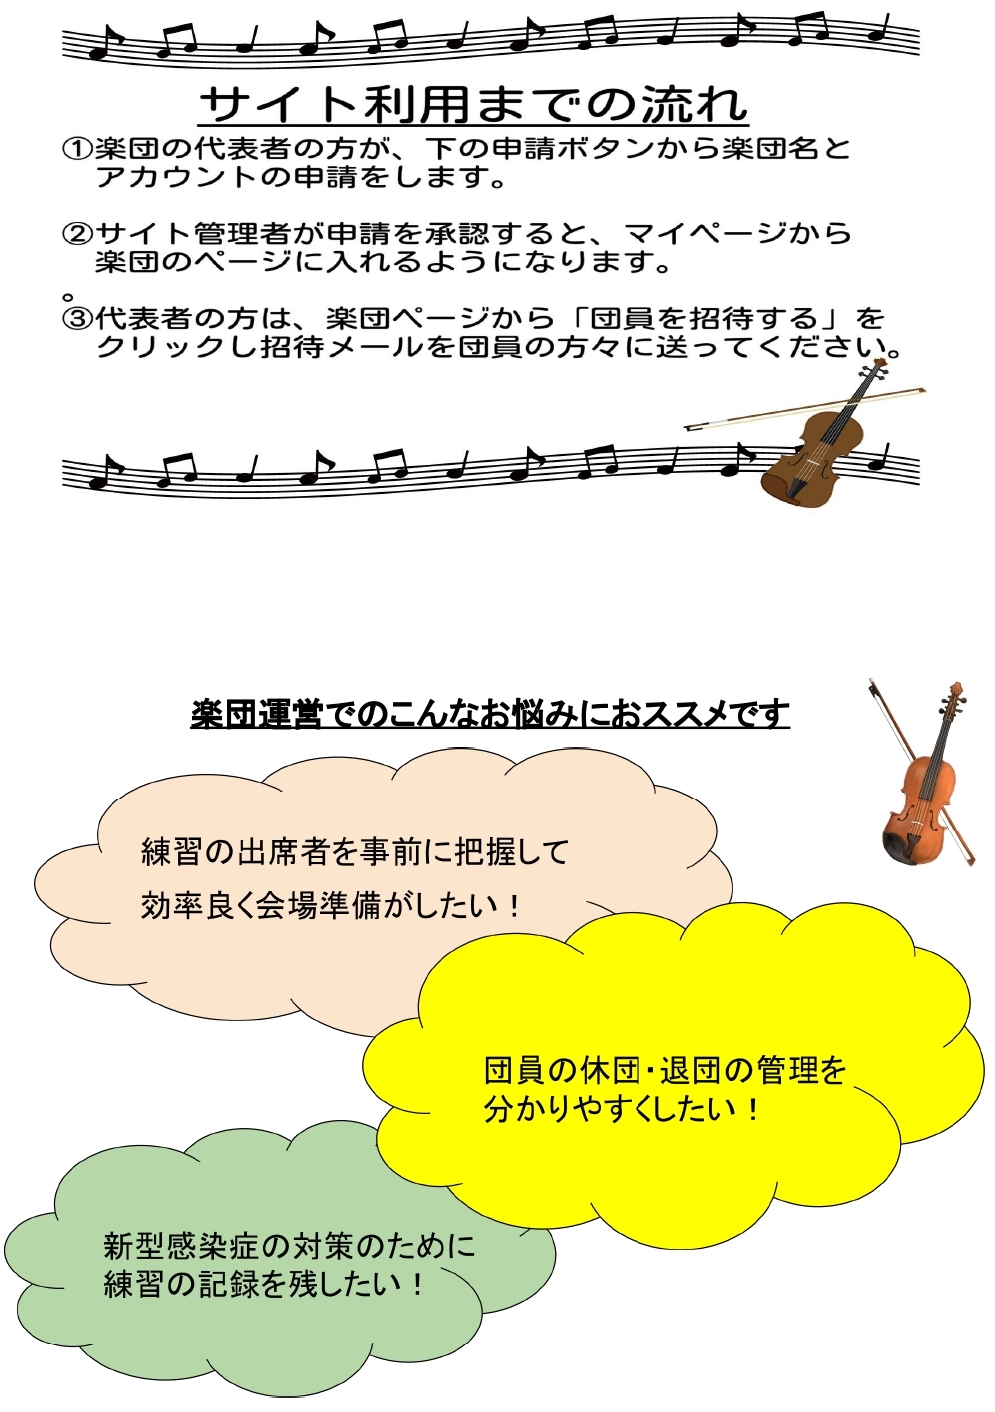 サイト利用までの流れ
①楽団の代表者の方が、下の申請ボタンから楽団名と
アカウントの申請をします。
②サイト管理者が申請を承認すると、マイページから
楽団のページに入れるようになります。
。
③代表者の方は、楽団ページから「団員を招待する」を
クリックし招待メールを団員の方々に送ってください。
楽団運営でのこんなお悩みにおススメです
練習の出席者を事前に把握して
効率良く会場準備がしたい！
団員の休団・退団の管理を
分かりやすくしたい！
新型感染症の対策のために
練習の記録を残したい！